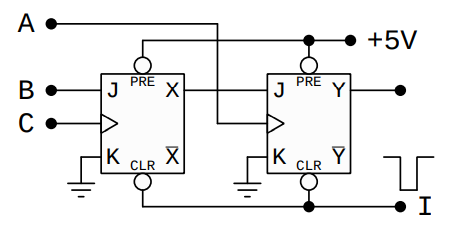 A
+5V
PRE PRE
B J X J Y
C
K X̅ K Y̅
CLR CLR
I